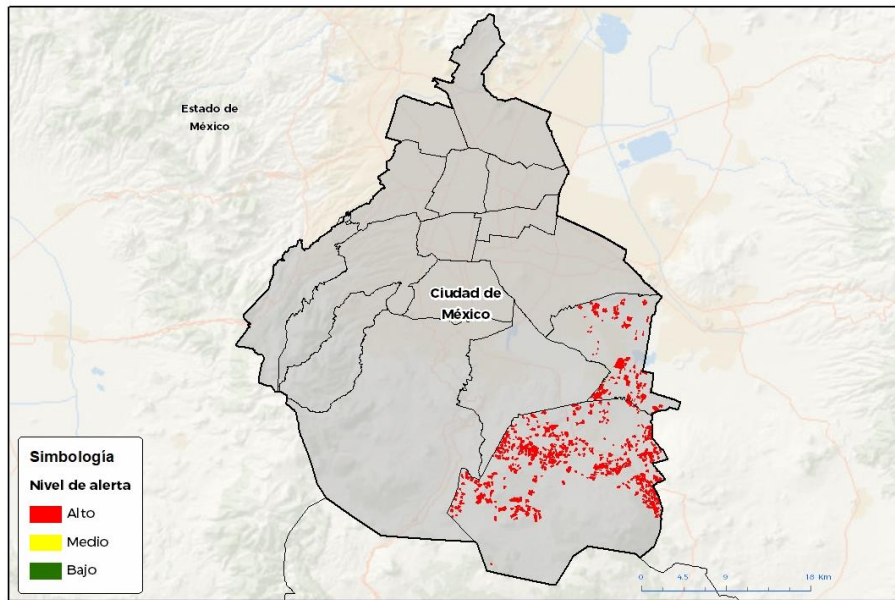 Estado de
México
Ciudad de
México
Simbología
Nivel de alerta
Alto
Medio
Bajo
0 4.5 9 18 Km